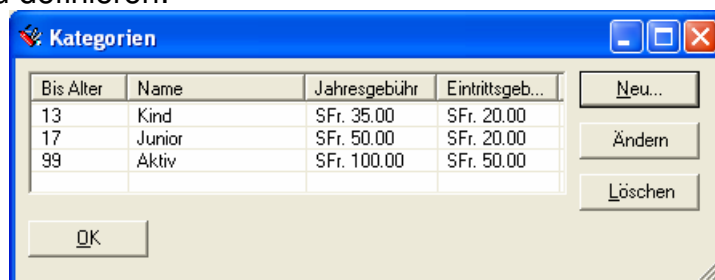 definieren.
Kategorien
Bis Alter Name Jahresgebühr Eintrittsgeb...
13 Kind SFr. 35.00 SFr. 20.00
17 Junior SFr. 50.00 SFr. 20.00
99 Aktiv SFr. 100.00 SFr. 50.00
Neu...
Ändern
Löschen
OK